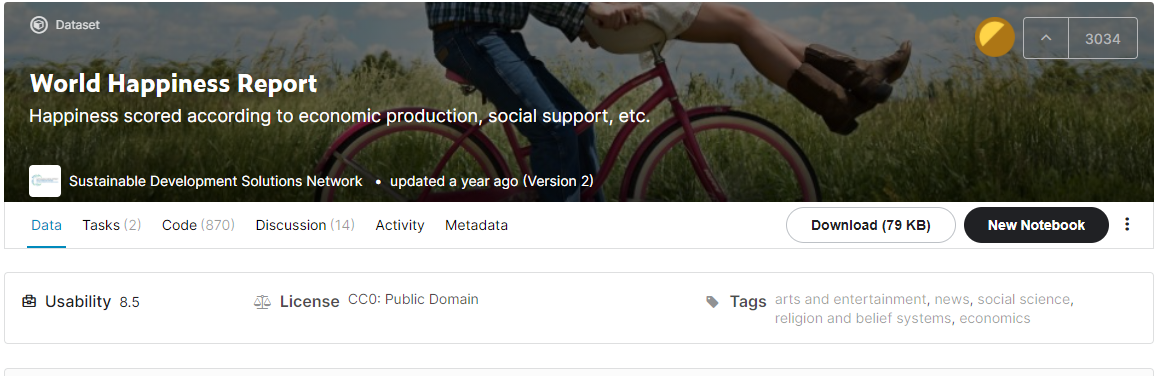 Dataset
3034
World Happiness Report
Happiness scored according to economic production, social support, etc.
Sustainable Development Solutions Network • updated a year ago (Version 2)
Data Tasks (2) Code (870) Discussion (14) Activity Metadata Download (79 KB) New Notebook
Usability 8.5 License CC0: Public Domain Tags arts and entertainment, news, social science,
religion and belief systems, economics